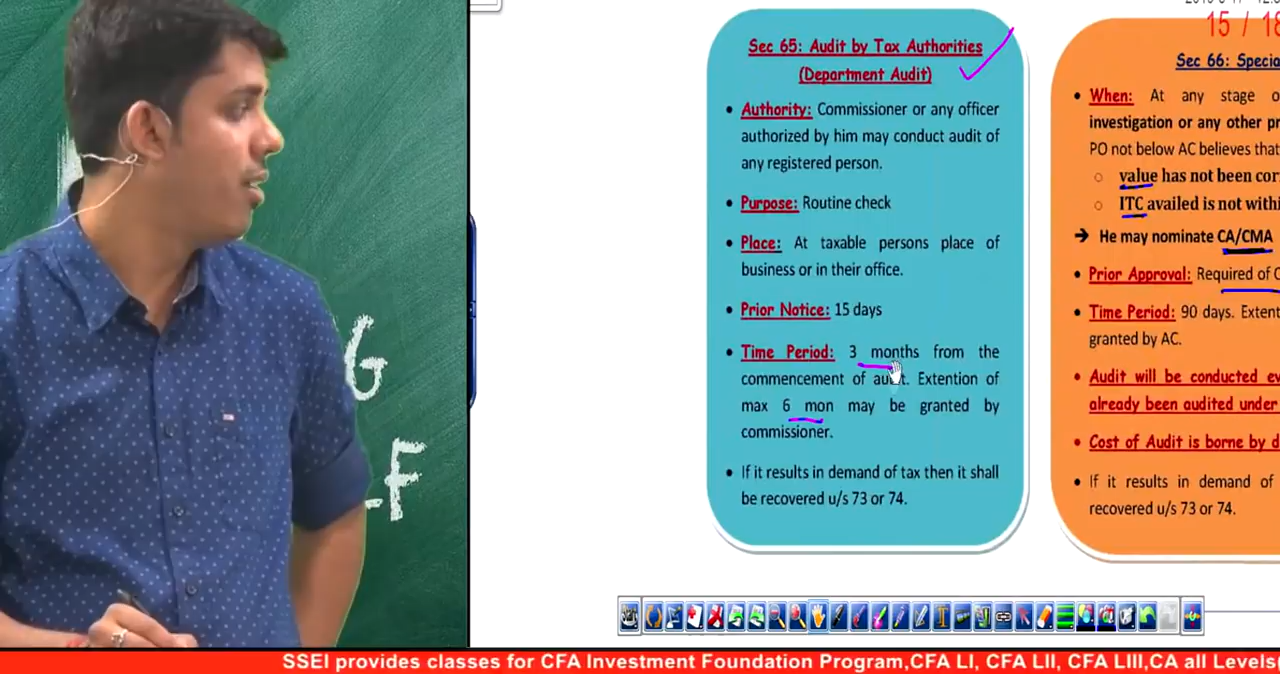 15 / 18
Sec 65: Audit by Tax Authorities
(Department Audit)
• Authority: Commissioner or any officer
authorized by him may conduct audit of
any registered person.
• Purpose: Routine check
• Place: At taxable persons place of
business or in their office.
• Prior Notice: 15 days
• Time Period: 3 months from the
commencement of audit. Extention of
max 6 mon may be granted by
commissioner.
• If it results in demand of tax then it shall
be recovered u/s 73 or 74.
Sec 66: Specia
• When: At any stage o
investigation or any other pr
PO not below AC believes that
○ value has not been cor
○ ITC availed is not withi
➔ He may nominate CA/CMA
• Prior Approval: Required of C
• Time Period: 90 days. Extent
granted by AC.
• Audit will be conducted ev
already been audited under
• Cost of Audit is borne by d
• If it results in demand of
recovered u/s 73 or 74.
G
-F
SSEI provides classes for CFA Investment Foundation Program,CFA LI, CFA LII, CFA LIII,CA all Levels